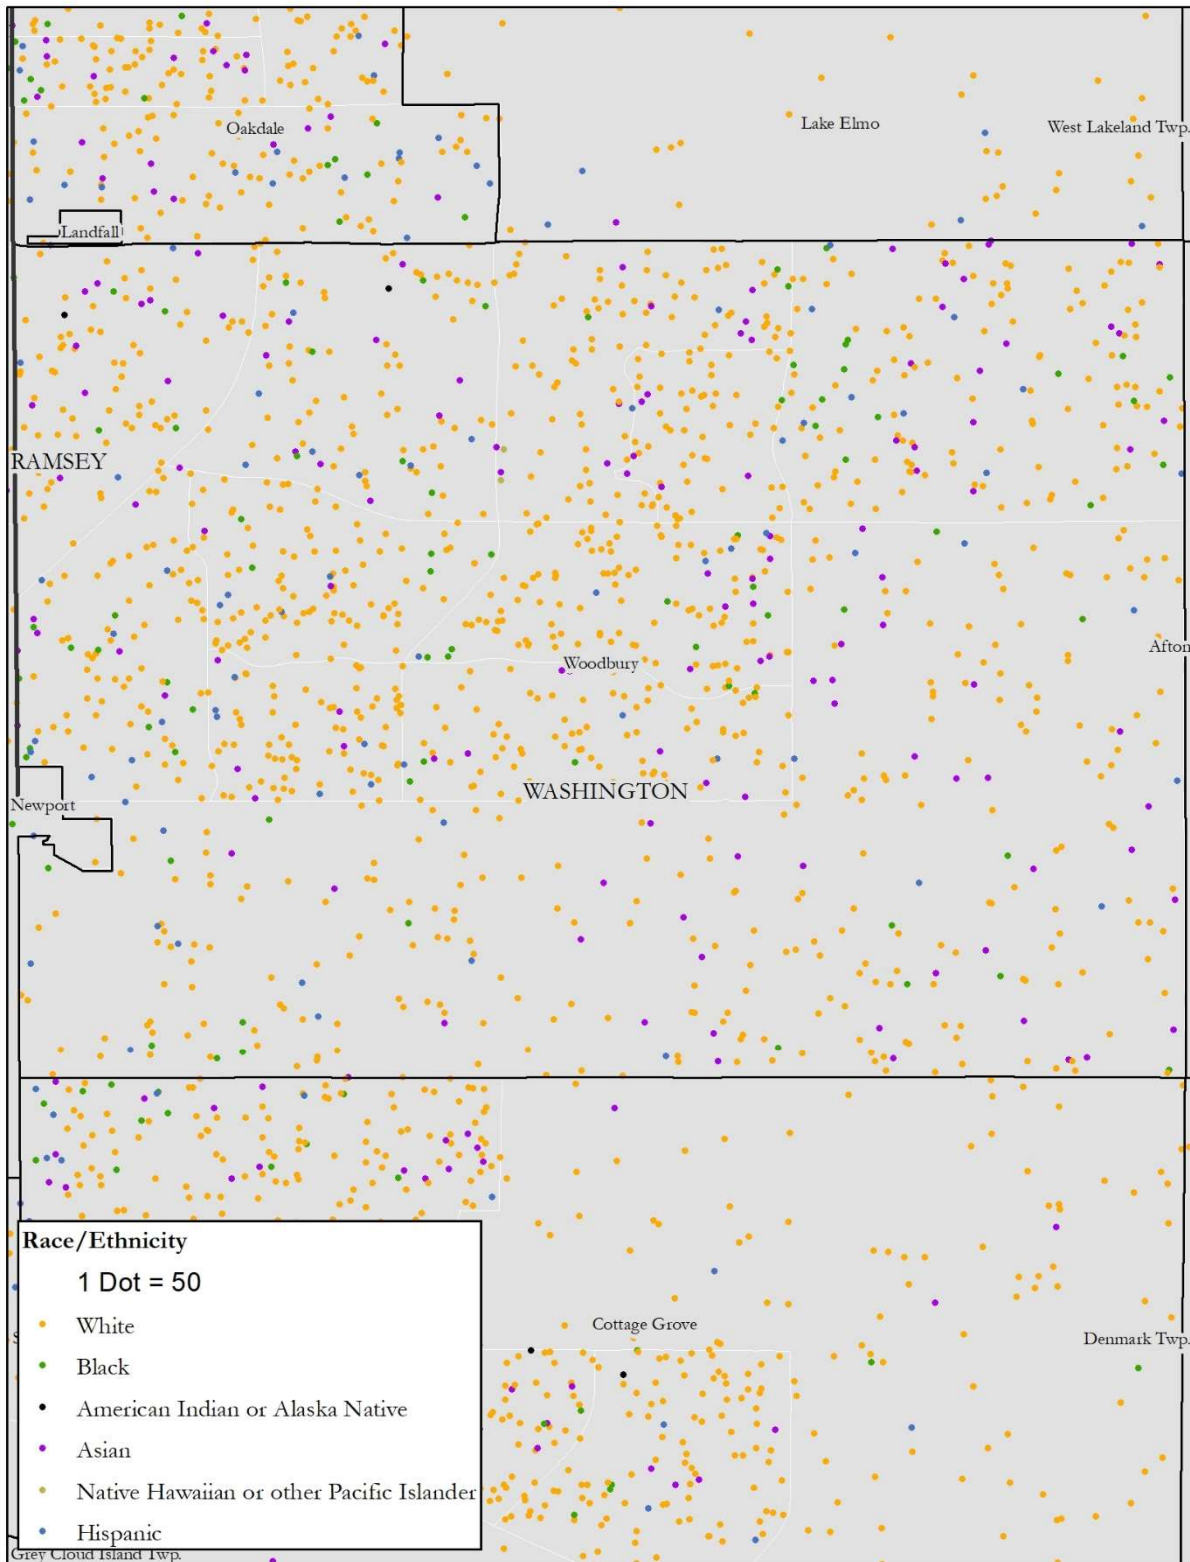 Oakdale
Lake Elmo
West Lakeland Twp.
Landfall
RAMSEY
Woodbury
Afton
WASHINGTON
Newport
Race/Ethnicity
1 Dot = 50
White
Cottage Grove
Denmark Twp.
Black
American Indian or Alaska Native
Asian
Native Hawaiian or other Pacific Islander
Hispanic
Grey Cloud Island Twp.